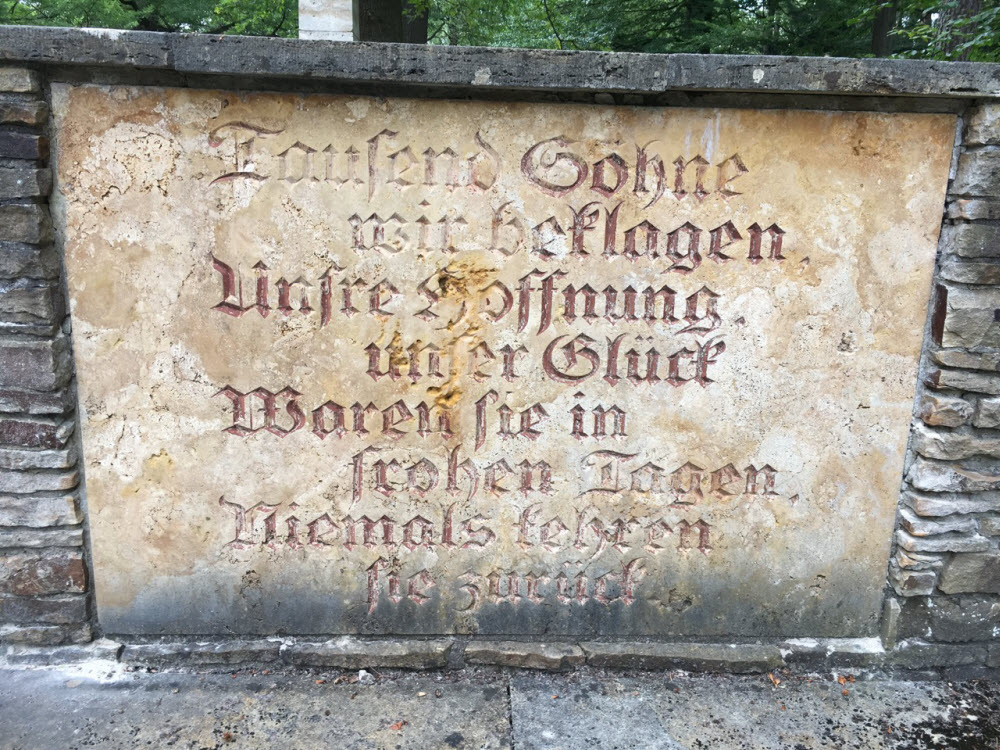 Tausend Söhne
wir beklagen,
Unsre Hoffnung,
unser Glück
Waren sie in
frohen Tagen,
Niemals kehren
sie zurück.